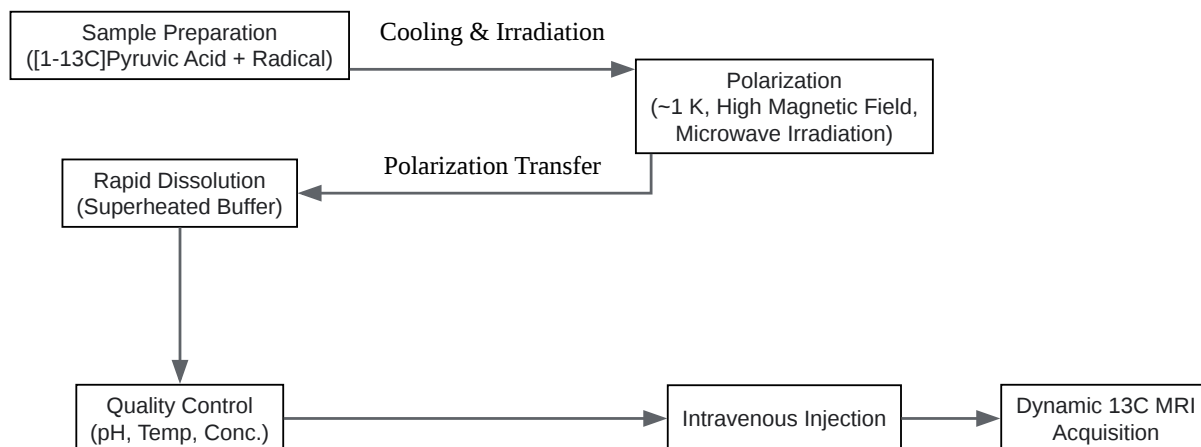 Sample Preparation
([1-13C]Pyruvic Acid + Radical)
Cooling & Irradiation
Polarization
(~1 K, High Magnetic Field,
Microwave Irradiation)
Polarization Transfer
Rapid Dissolution
(Superheated Buffer)
Quality Control
(pH, Temp, Conc.)
Intravenous Injection
Dynamic 13C MRI
Acquisition